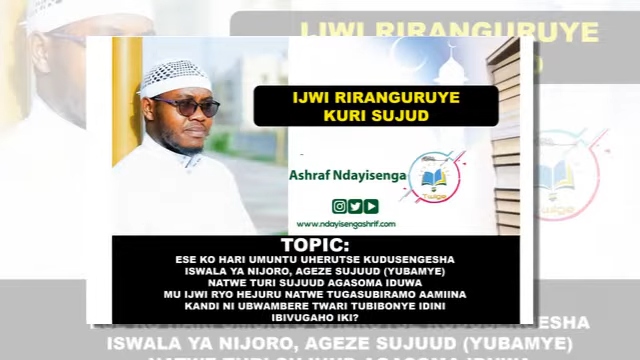 IJWI RIRANGURUYE
IJWI RIRANGURUYE
KURI SUJUD
Ashraf Ndayisenga
Twige
www.ndayisengashrif.com
TOPIC:
ESE KO HARI UMUNTU UHERUTSE KUDUSENGESHA
ISWALA YA NIJORO, AGEZE SUJUUD (YUBAMYE)
NATWE TURI SUJUUD AGASOMA IDUWA
MU IJWI RYO HEJURU NATWE TUGASUBIRAMO AAMIINA
KANDI NI UBWAMBERE TWARI TUBIBONYE IDINI
IBIVUGAHO IKI?
ISWALA YA NIJORO, AGEZE SUJUUD (YUBAMYE)